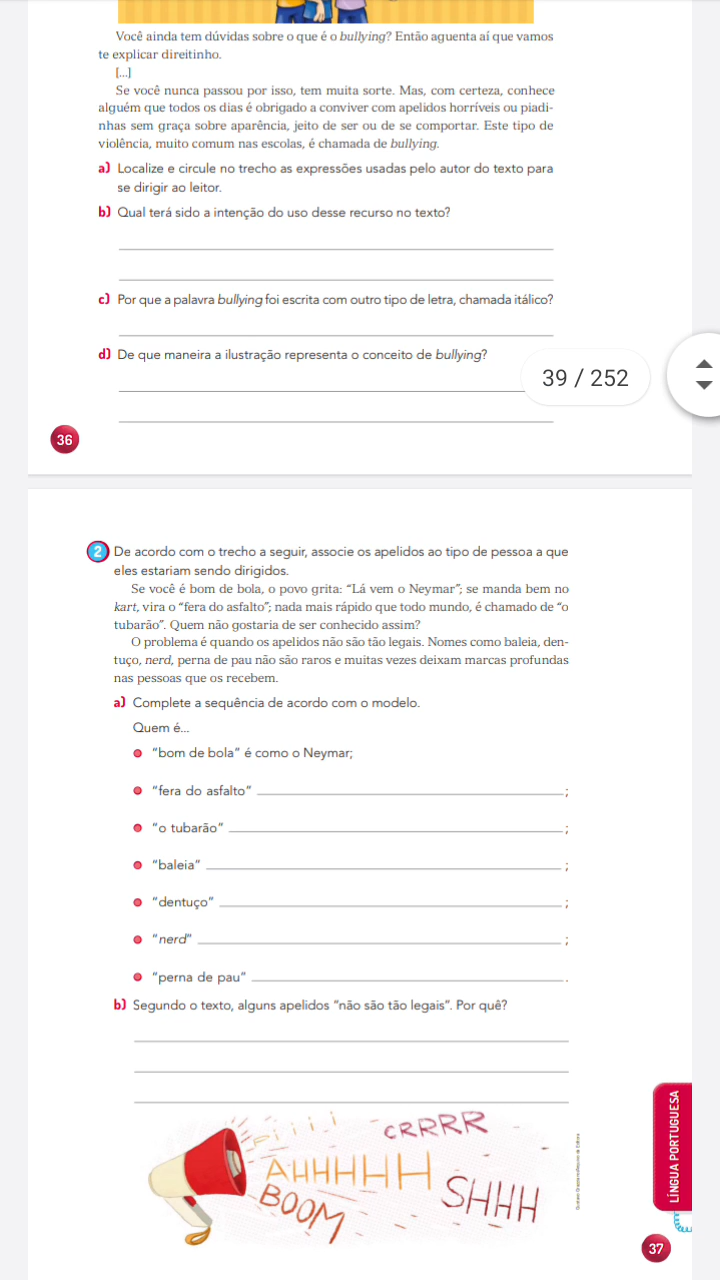 Você ainda tem dúvidas sobre o que é o bullying? Então aguenta aí que vamos
te explicar direitinho.
[...]
Se você nunca passou por isso, tem muita sorte. Mas, com certeza, conhece
alguém que todos os dias é obrigado a conviver com apelidos horríveis ou piadi-
nhas sem graça sobre aparência, jeito de ser ou de se comportar. Este tipo de
violência, muito comum nas escolas, é chamada de bullying.
a) Localize e circule no trecho as expressões usadas pelo autor do texto para
se dirigir ao leitor.
b) Qual terá sido a intenção do uso desse recurso no texto?
c) Por que a palavra bullying foi escrita com outro tipo de letra, chamada itálico?
d) De que maneira a ilustração representa o conceito de bullying?
39 / 252
36
2 De acordo com o trecho a seguir, associe os apelidos ao tipo de pessoa a que
eles estariam sendo dirigidos.
Se você é bom de bola, o povo grita: “Lá vem o Neymar”; se manda bem no
kart, vira o “fera do asfalto”; nada mais rápido que todo mundo, é chamado de “o
tubarão”. Quem não gostaria de ser conhecido assim?
O problema é quando os apelidos não são tão legais. Nomes como baleia, den-
tuço, nerd, perna de pau não são raros e muitas vezes deixam marcas profundas
nas pessoas que os recebem.
a) Complete a sequência de acordo com o modelo.
Quem é...
“bom de bola” é como o Neymar;
“fera do asfalto” ;
“o tubarão” ;
“baleia” ;
“dentuço” ;
“nerd” ;
“perna de pau” .
b) Segundo o texto, alguns apelidos “não são tão legais”. Por quê?
CRRRR
AHHHHH
SHHH
BOOM
LÍNGUA PORTUGUESA
37